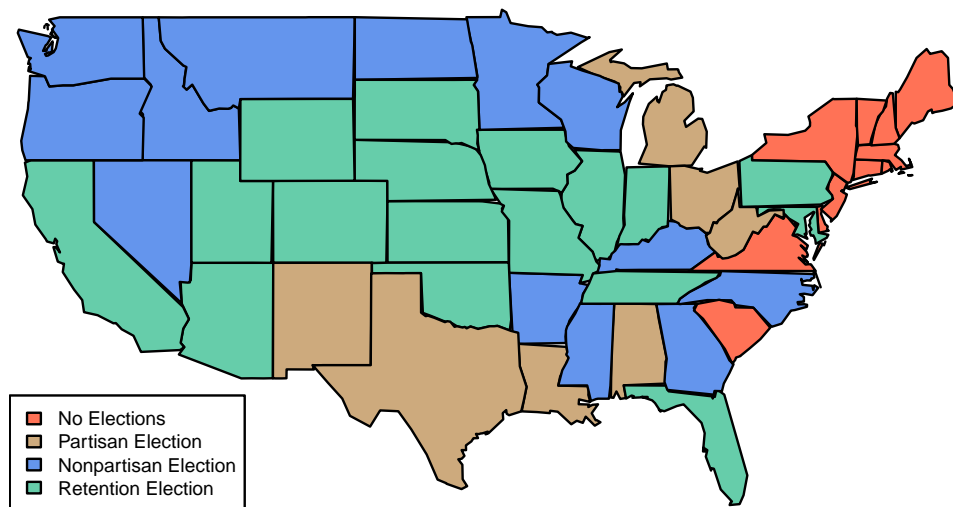 No Elections
Partisan Election
Nonpartisan Election
Retention Election